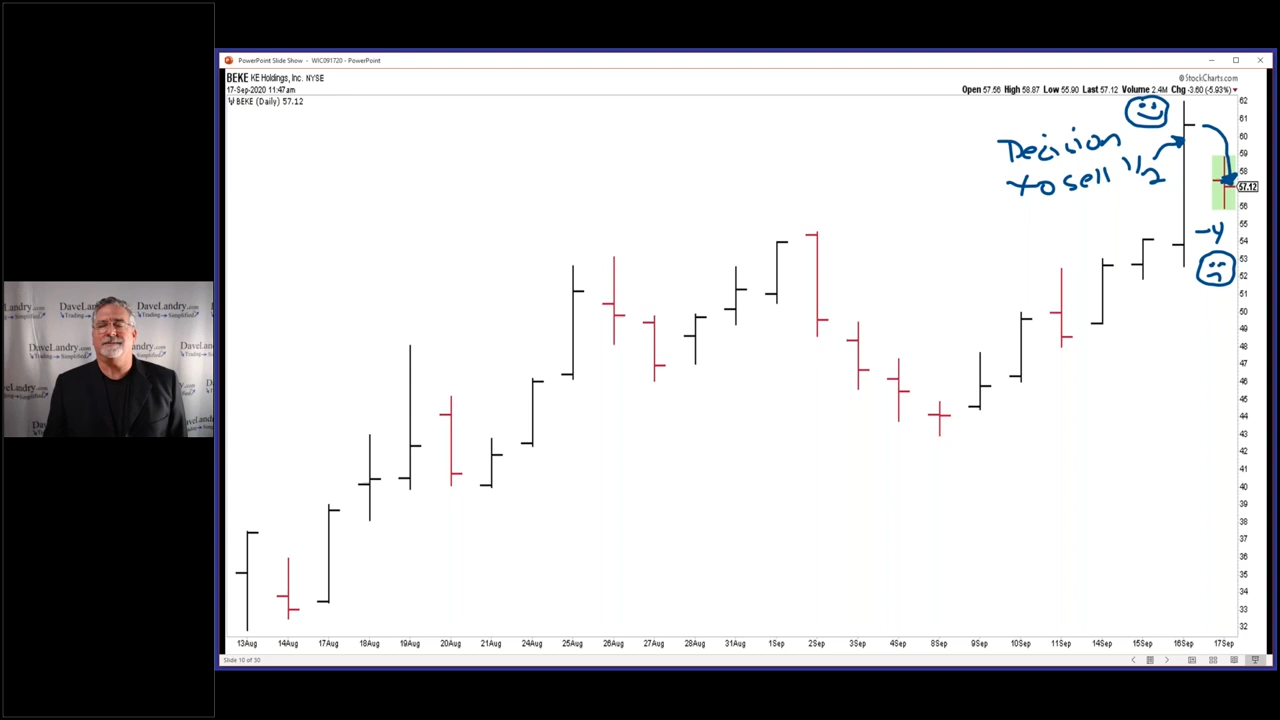 PowerPoint Slide Show - WIC091720 - PowerPoint
BEKE KE Holdings, Inc. NYSE
©StockCharts.com
17-Sep-2020 11:47am
Open 57.56 High 58.87 Low 55.90 Last 57.12 Volume 2.4M Chg -3.60 (-5.93%)
BEKE (Daily) 57.12
62
61
60
59
58
57.12
56
55
54
53
52
51
50
49
48
47
46
45
44
43
42
41
40
39
38
37
36
35
34
33
32
Decision
to sell 1/2
-4
DaveLandry.com
Trading Simplified
13Aug 14Aug 17Aug 18Aug 19Aug 20Aug 21Aug 24Aug 25Aug 26Aug 27Aug 28Aug 31Aug 1Sep 2Sep 3Sep 4Sep 8Sep 9Sep 10Sep 11Sep 14Sep 15Sep 16Sep 17Sep
Slide 10 of 30